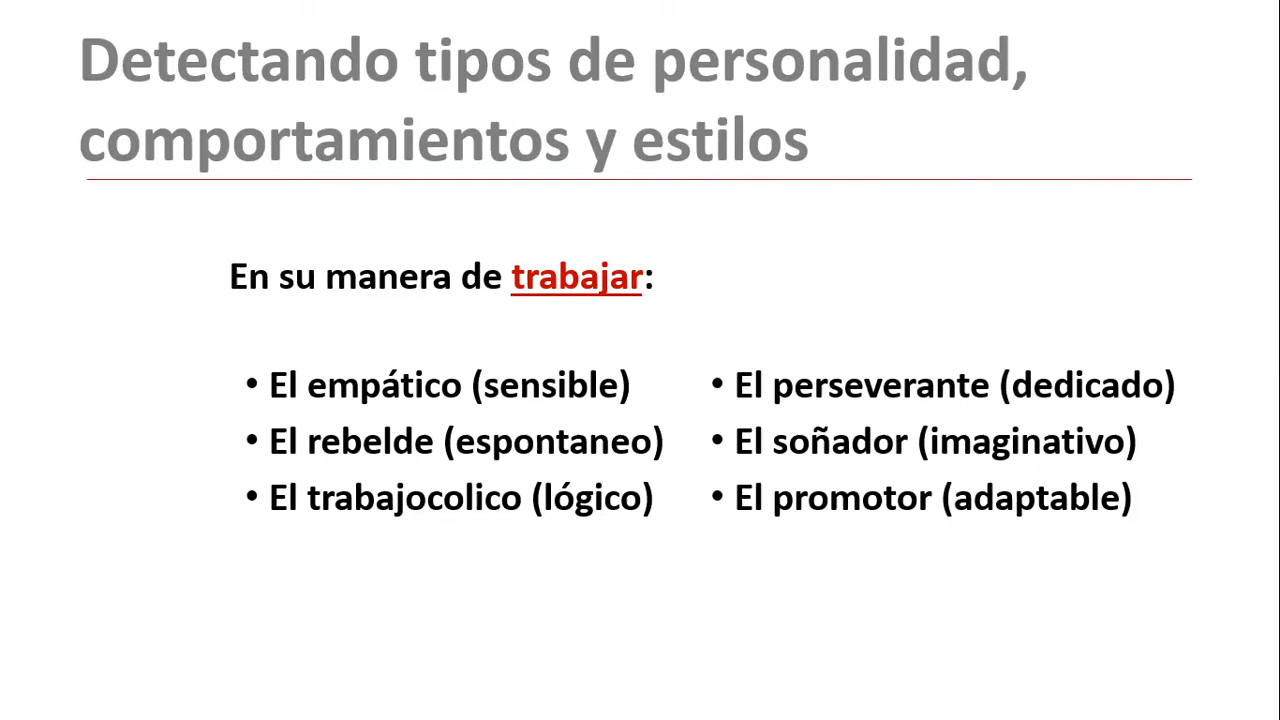 Detectando tipos de personalidad,
comportamientos y estilos
En su manera de trabajar:
• El empático (sensible)
• El rebelde (espontaneo)
• El trabajocolico (lógico)
• El perseverante (dedicado)
• El soñador (imaginativo)
• El promotor (adaptable)